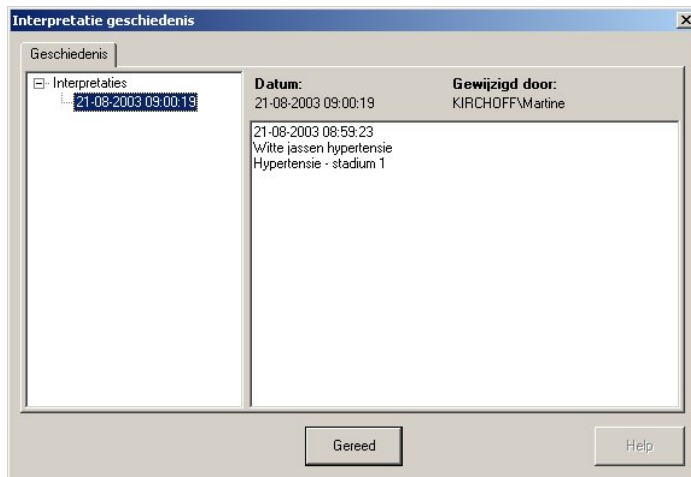 Interpretatie geschiedenis
Geschiedenis
Interpretaties
21-08-2003 09:00:19
Datum: Gewijzigd door:
21-08-2003 09:00:19 KIRCHOFF\Martine
21-08-2003 08:59:23
Witte jassen hypertensie
Hypertensie - stadium 1
Gereed Help